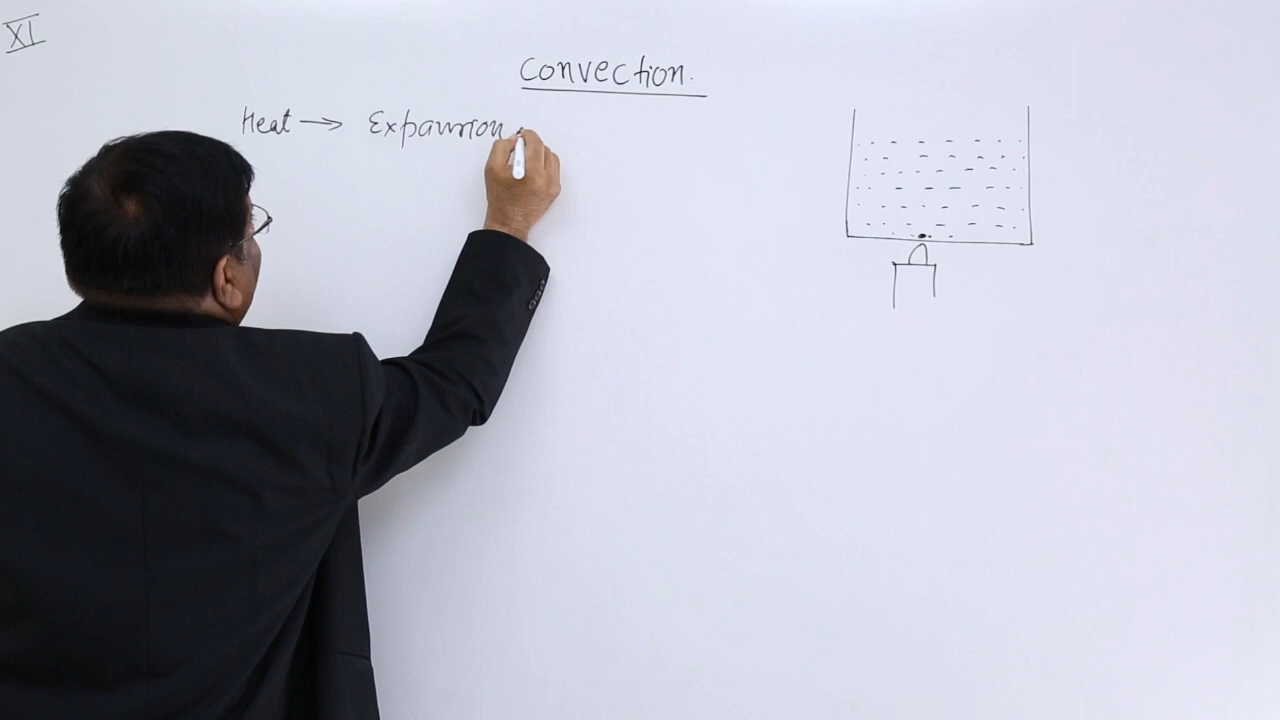 XI
Convection.
Heat → Expansion